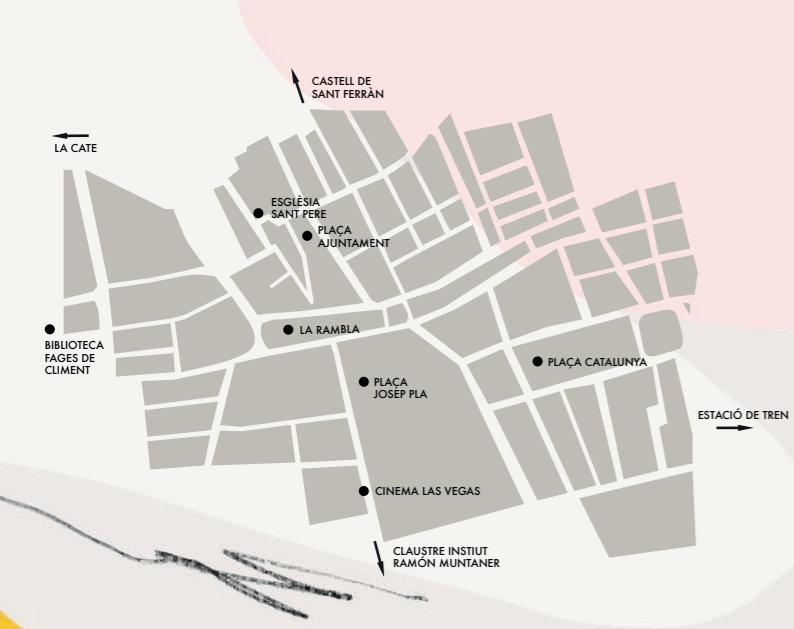 CASTELL DE
SANT FERRÀN
LA CATE
ESGLÈSIA
SANT PERE
PLAÇA
AJUNTAMENT
LA RAMBLA
BIBLIOTECA
FAGES DE
CLIMENT
PLAÇA CATALUNYA
PLAÇA
JOSEP PLA
ESTACIÓ DE TREN
CINEMA LAS VEGAS
CLAUSTRE INSTIUT
RAMÓN MUNTANER